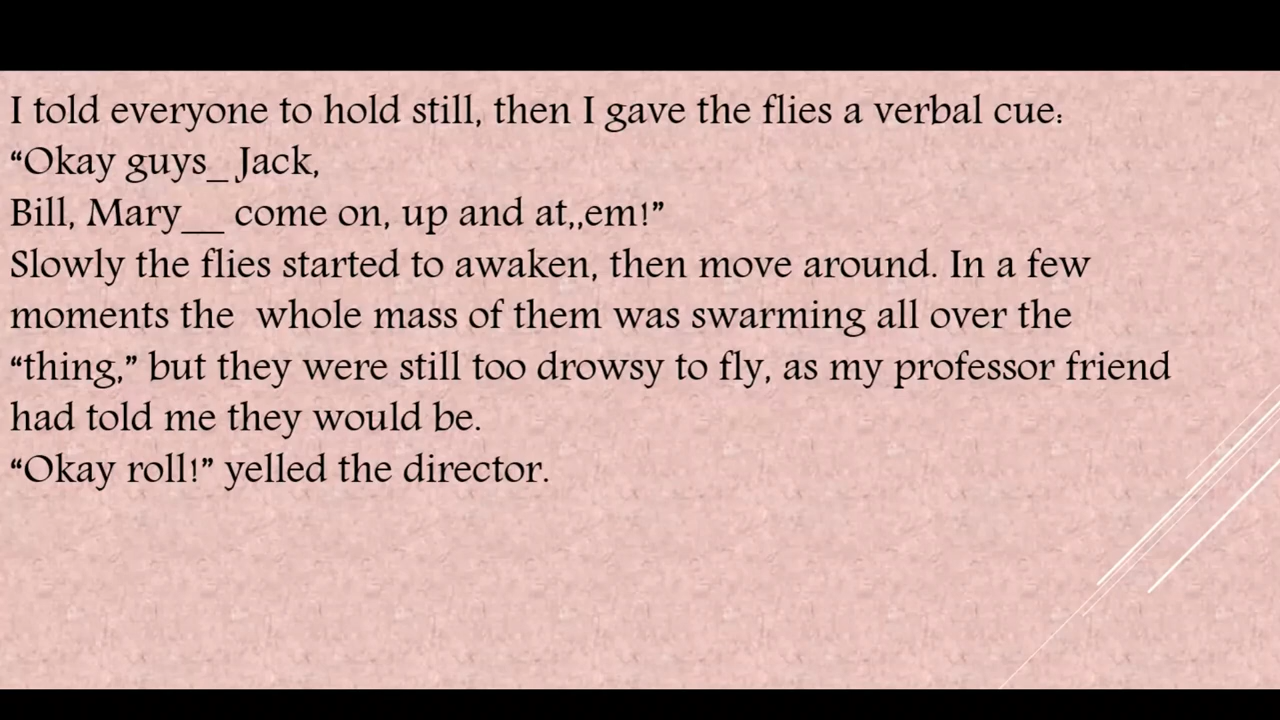 I told everyone to hold still, then I gave the flies a verbal cue:
“Okay guys_ Jack,
Bill, Mary__ come on, up and at,,em!”
Slowly the flies started to awaken, then move around. In a few
moments the  whole mass of them was swarming all over the
“thing,” but they were still too drowsy to fly, as my professor friend
had told me they would be.
“Okay roll!” yelled the director.